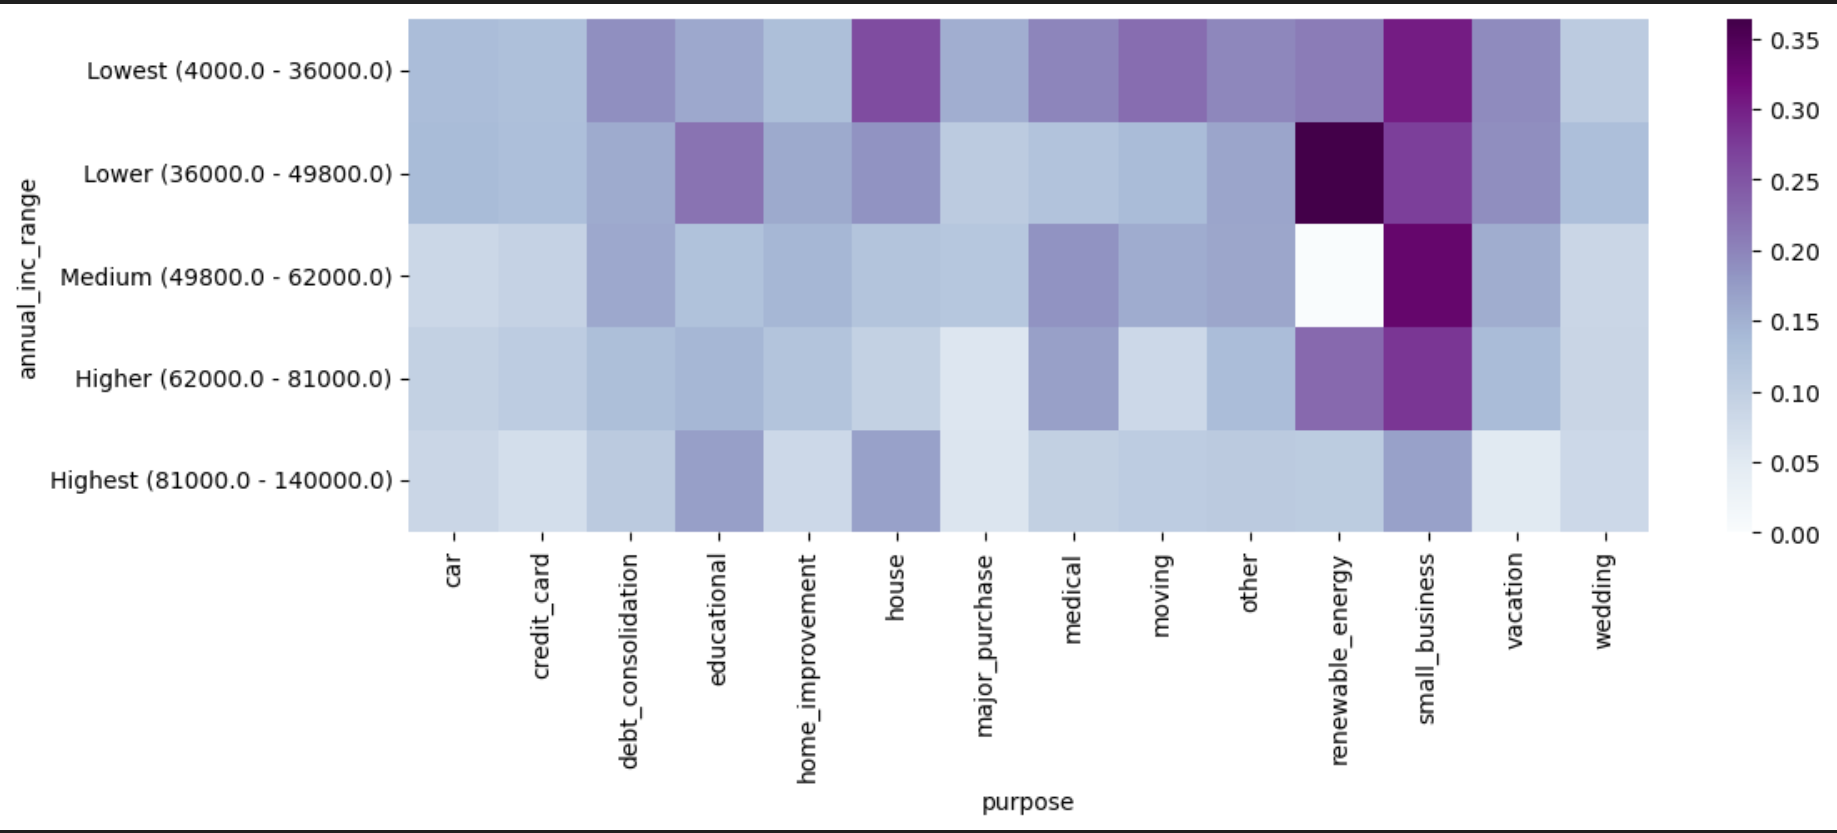 annual_inc_range
Lowest (4000.0 - 36000.0)
Lower (36000.0 - 49800.0)
Medium (49800.0 - 62000.0)
Higher (62000.0 - 81000.0)
Highest (81000.0 - 140000.0)
car
credit_card
debt_consolidation
educational
home_improvement
house
major_purchase
medical
moving
other
renewable_energy
small_business
vacation
wedding
purpose
0.35
0.30
0.25
0.20
0.15
0.10
0.05
0.00